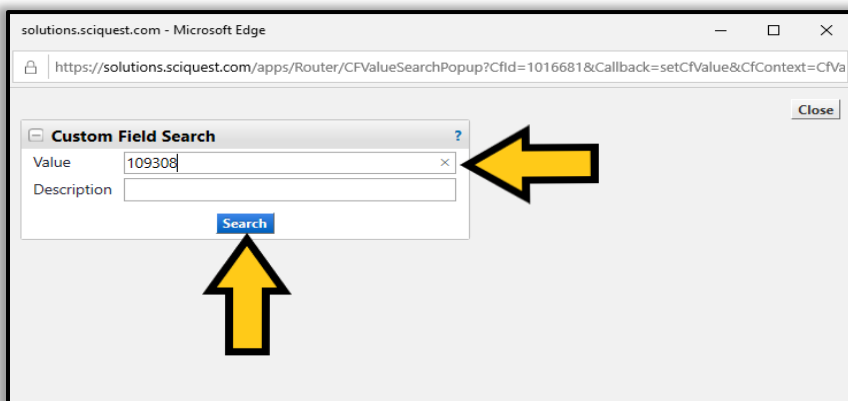 solutions.sciquest.com - Microsoft Edge
https://solutions.sciquest.com/apps/Router/CFValueSearchPopup?CfId=1016681&Callback=setCfValue&CfContext=CfVa
Close
Custom Field Search ?
Value 109308
Description
Search